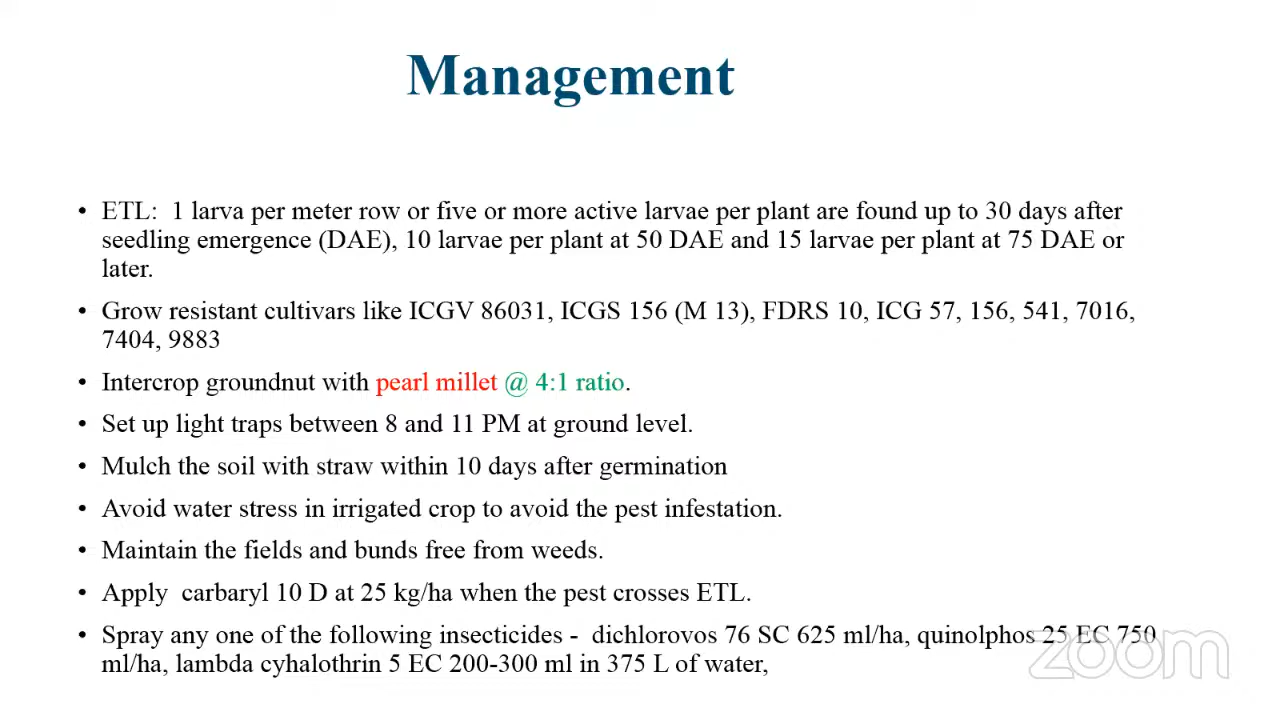 Management
• ETL: 1 larva per meter row or five or more active larvae per plant are found up to 30 days after
seedling emergence (DAE), 10 larvae per plant at 50 DAE and 15 larvae per plant at 75 DAE or
later.
• Grow resistant cultivars like ICGV 86031, ICGS 156 (M 13), FDRS 10, ICG 57, 156, 541, 7016,
7404, 9883
• Intercrop groundnut with pearl millet @ 4:1 ratio.
• Set up light traps between 8 and 11 PM at ground level.
• Mulch the soil with straw within 10 days after germination
• Avoid water stress in irrigated crop to avoid the pest infestation.
• Maintain the fields and bunds free from weeds.
• Apply carbaryl 10 D at 25 kg/ha when the pest crosses ETL.
• Spray any one of the following insecticides - dichlorovos 76 SC 625 ml/ha, quinolphos 25 EC 750
ml/ha, lambda cyhalothrin 5 EC 200-300 ml in 375 L of water,
zoom